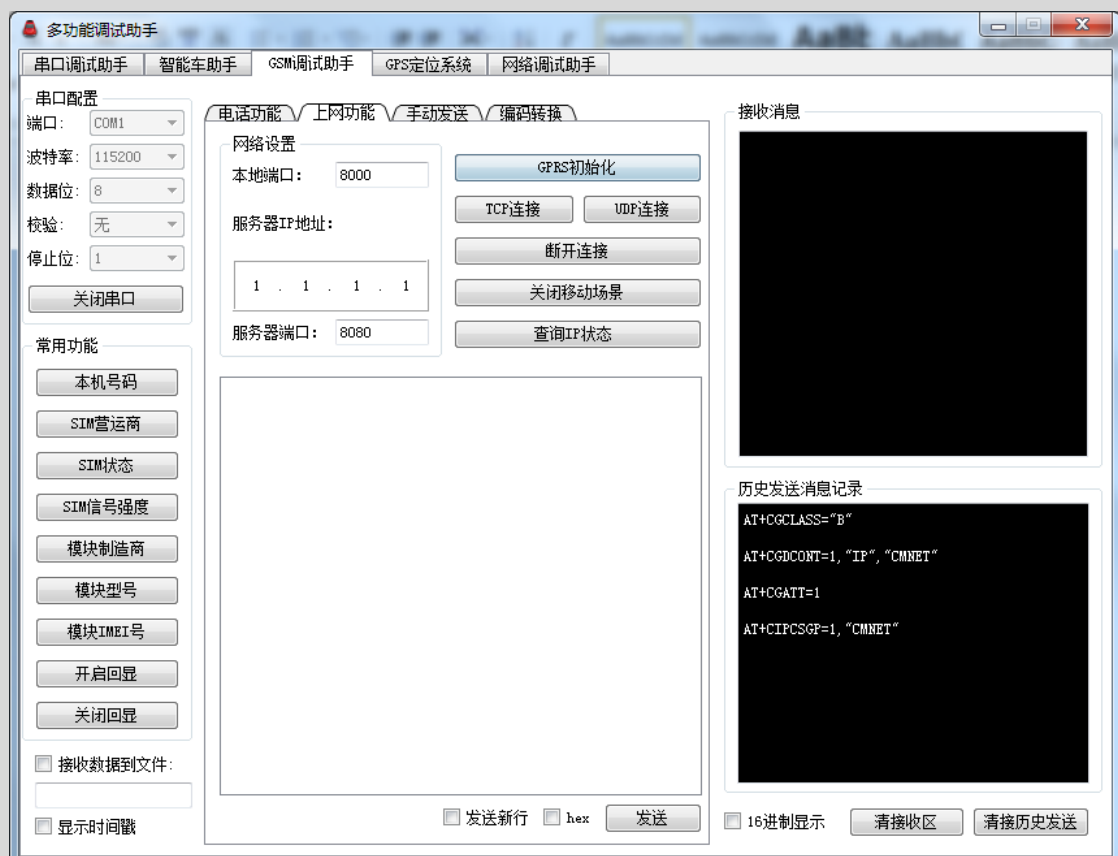 多功能调试助手
串口调试助手 智能车助手 GSM调试助手 GPS定位系统 网络调试助手
串口配置
端口: COM1
波特率: 115200
数据位: 8
校验: 无
停止位: 1
关闭串口
常用功能
本机号码
SIM营运商
SIM状态
SIM信号强度
模块制造商
模块型号
模块IMEI号
开启回显
关闭回显
接收数据到文件:
显示时间戳
电话功能 上网功能 手动发送 编码转换
网络设置
本地端口: 8000
服务器IP地址:
1 . 1 . 1 . 1
服务器端口: 8080
GPRS初始化
TCP连接 UDP连接
断开连接
关闭移动场景
查询IP状态
发送新行 hex 发送
接收消息
历史发送消息记录
AT+CGCLASS="B"
AT+CGDCONT=1,"IP","CMNET"
AT+CGATT=1
AT+CIPCSGP=1,"CMNET"
16进制显示 清接收区 清接历史发送